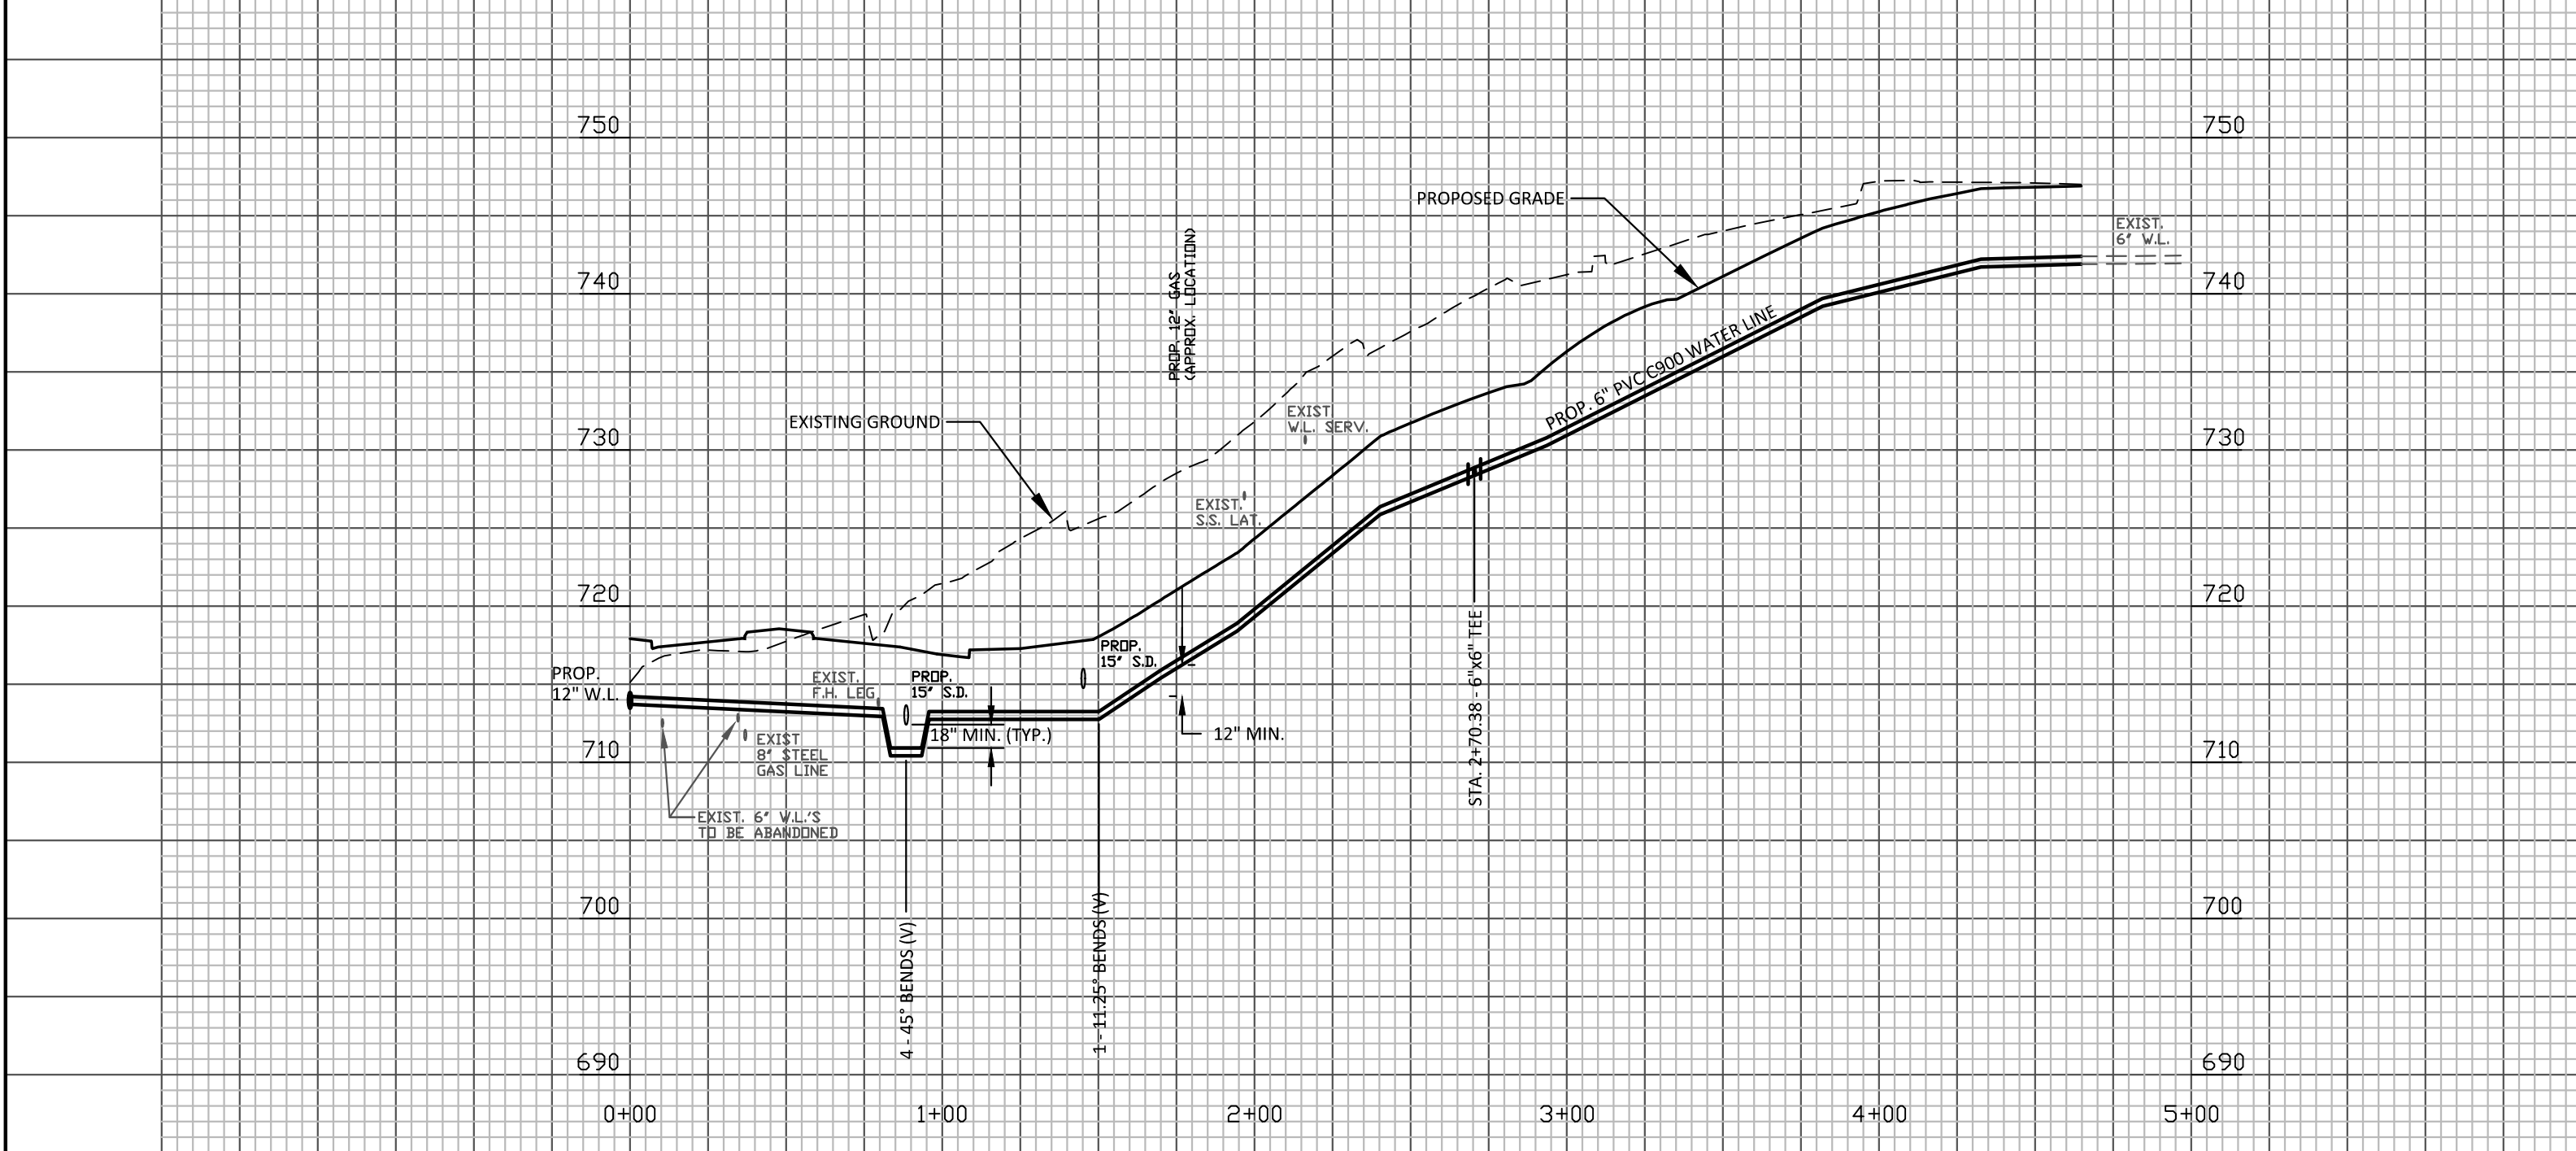 750
750
PROPOSED GRADE
EXIST.
6" W.L.
PROP. 12" GAS
(APPROX. LOCATION)
740
740
PROP. 6" PVC C900 WATER LINE
EXISTING GROUND
EXIST.
W.L. SERV.
730
730
EXIST.
S.S. LAT.
720
720
STA. 2+70.38 - 6"x6" TEE
PROP.
12" W.L.
EXIST.
F.H. LEG
PROP.
15" S.D.
PROP.
15" S.D.
18" MIN. (TYP.)
12" MIN.
710
710
EXIST
8" STEEL
GAS LINE
EXIST. 6" W.L.'S
TO BE ABANDONED
700
700
4 - 45° BENDS (V)
1 - 11.25° BENDS (V)
690
690
0+00
1+00
2+00
3+00
4+00
5+00